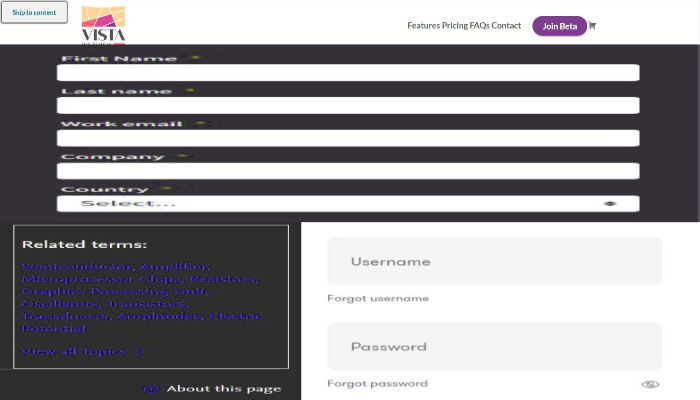 Skip to content
VISTA
Features Pricing FAQs Contact
Join Beta
First Name *
Last name *
Work email *
Company *
Country *
Select...
Related terms:
Semiconductor, Amplifier,
Microprocessor Chips, Resistors,
Graphics Processing Unit,
Oscillators, Transistors,
Transducers, Amplitudes, Electric
Potential
View all Topics >
About this page
Username
Forgot username
Password
Forgot password